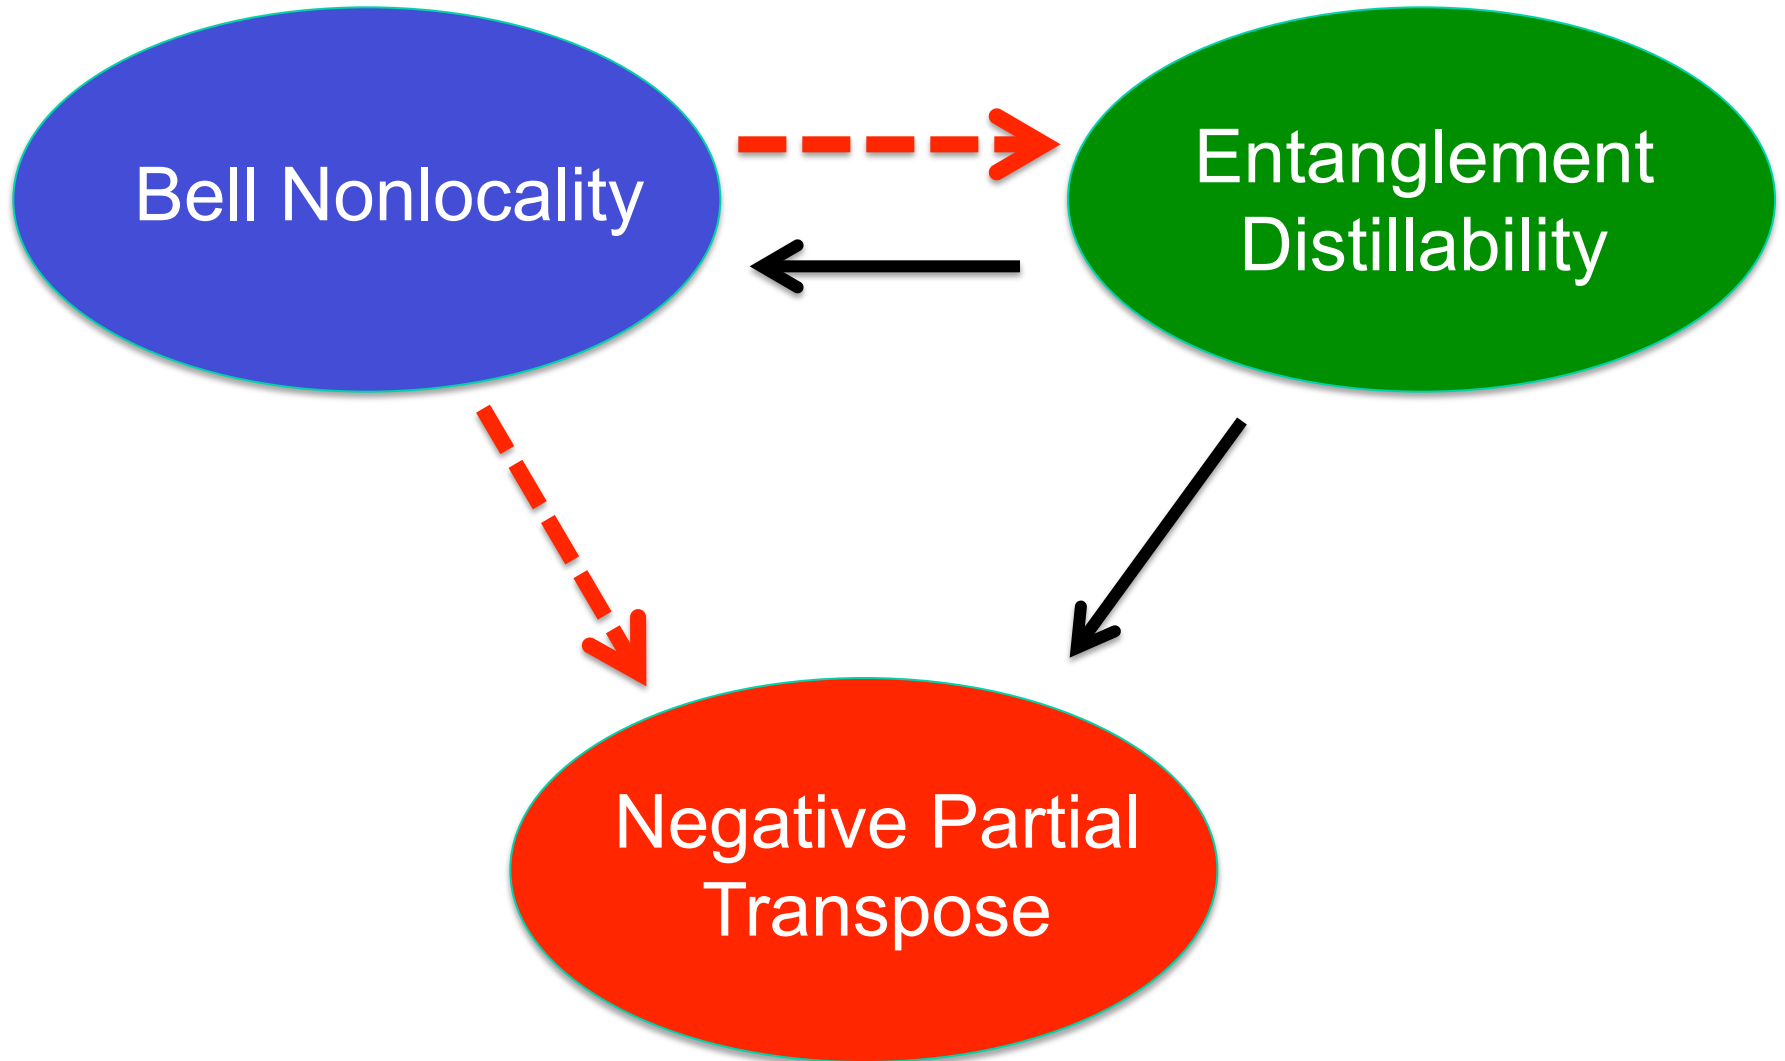 Bell Nonlocality
Entanglement
Distillability
Negative Partial
Transpose